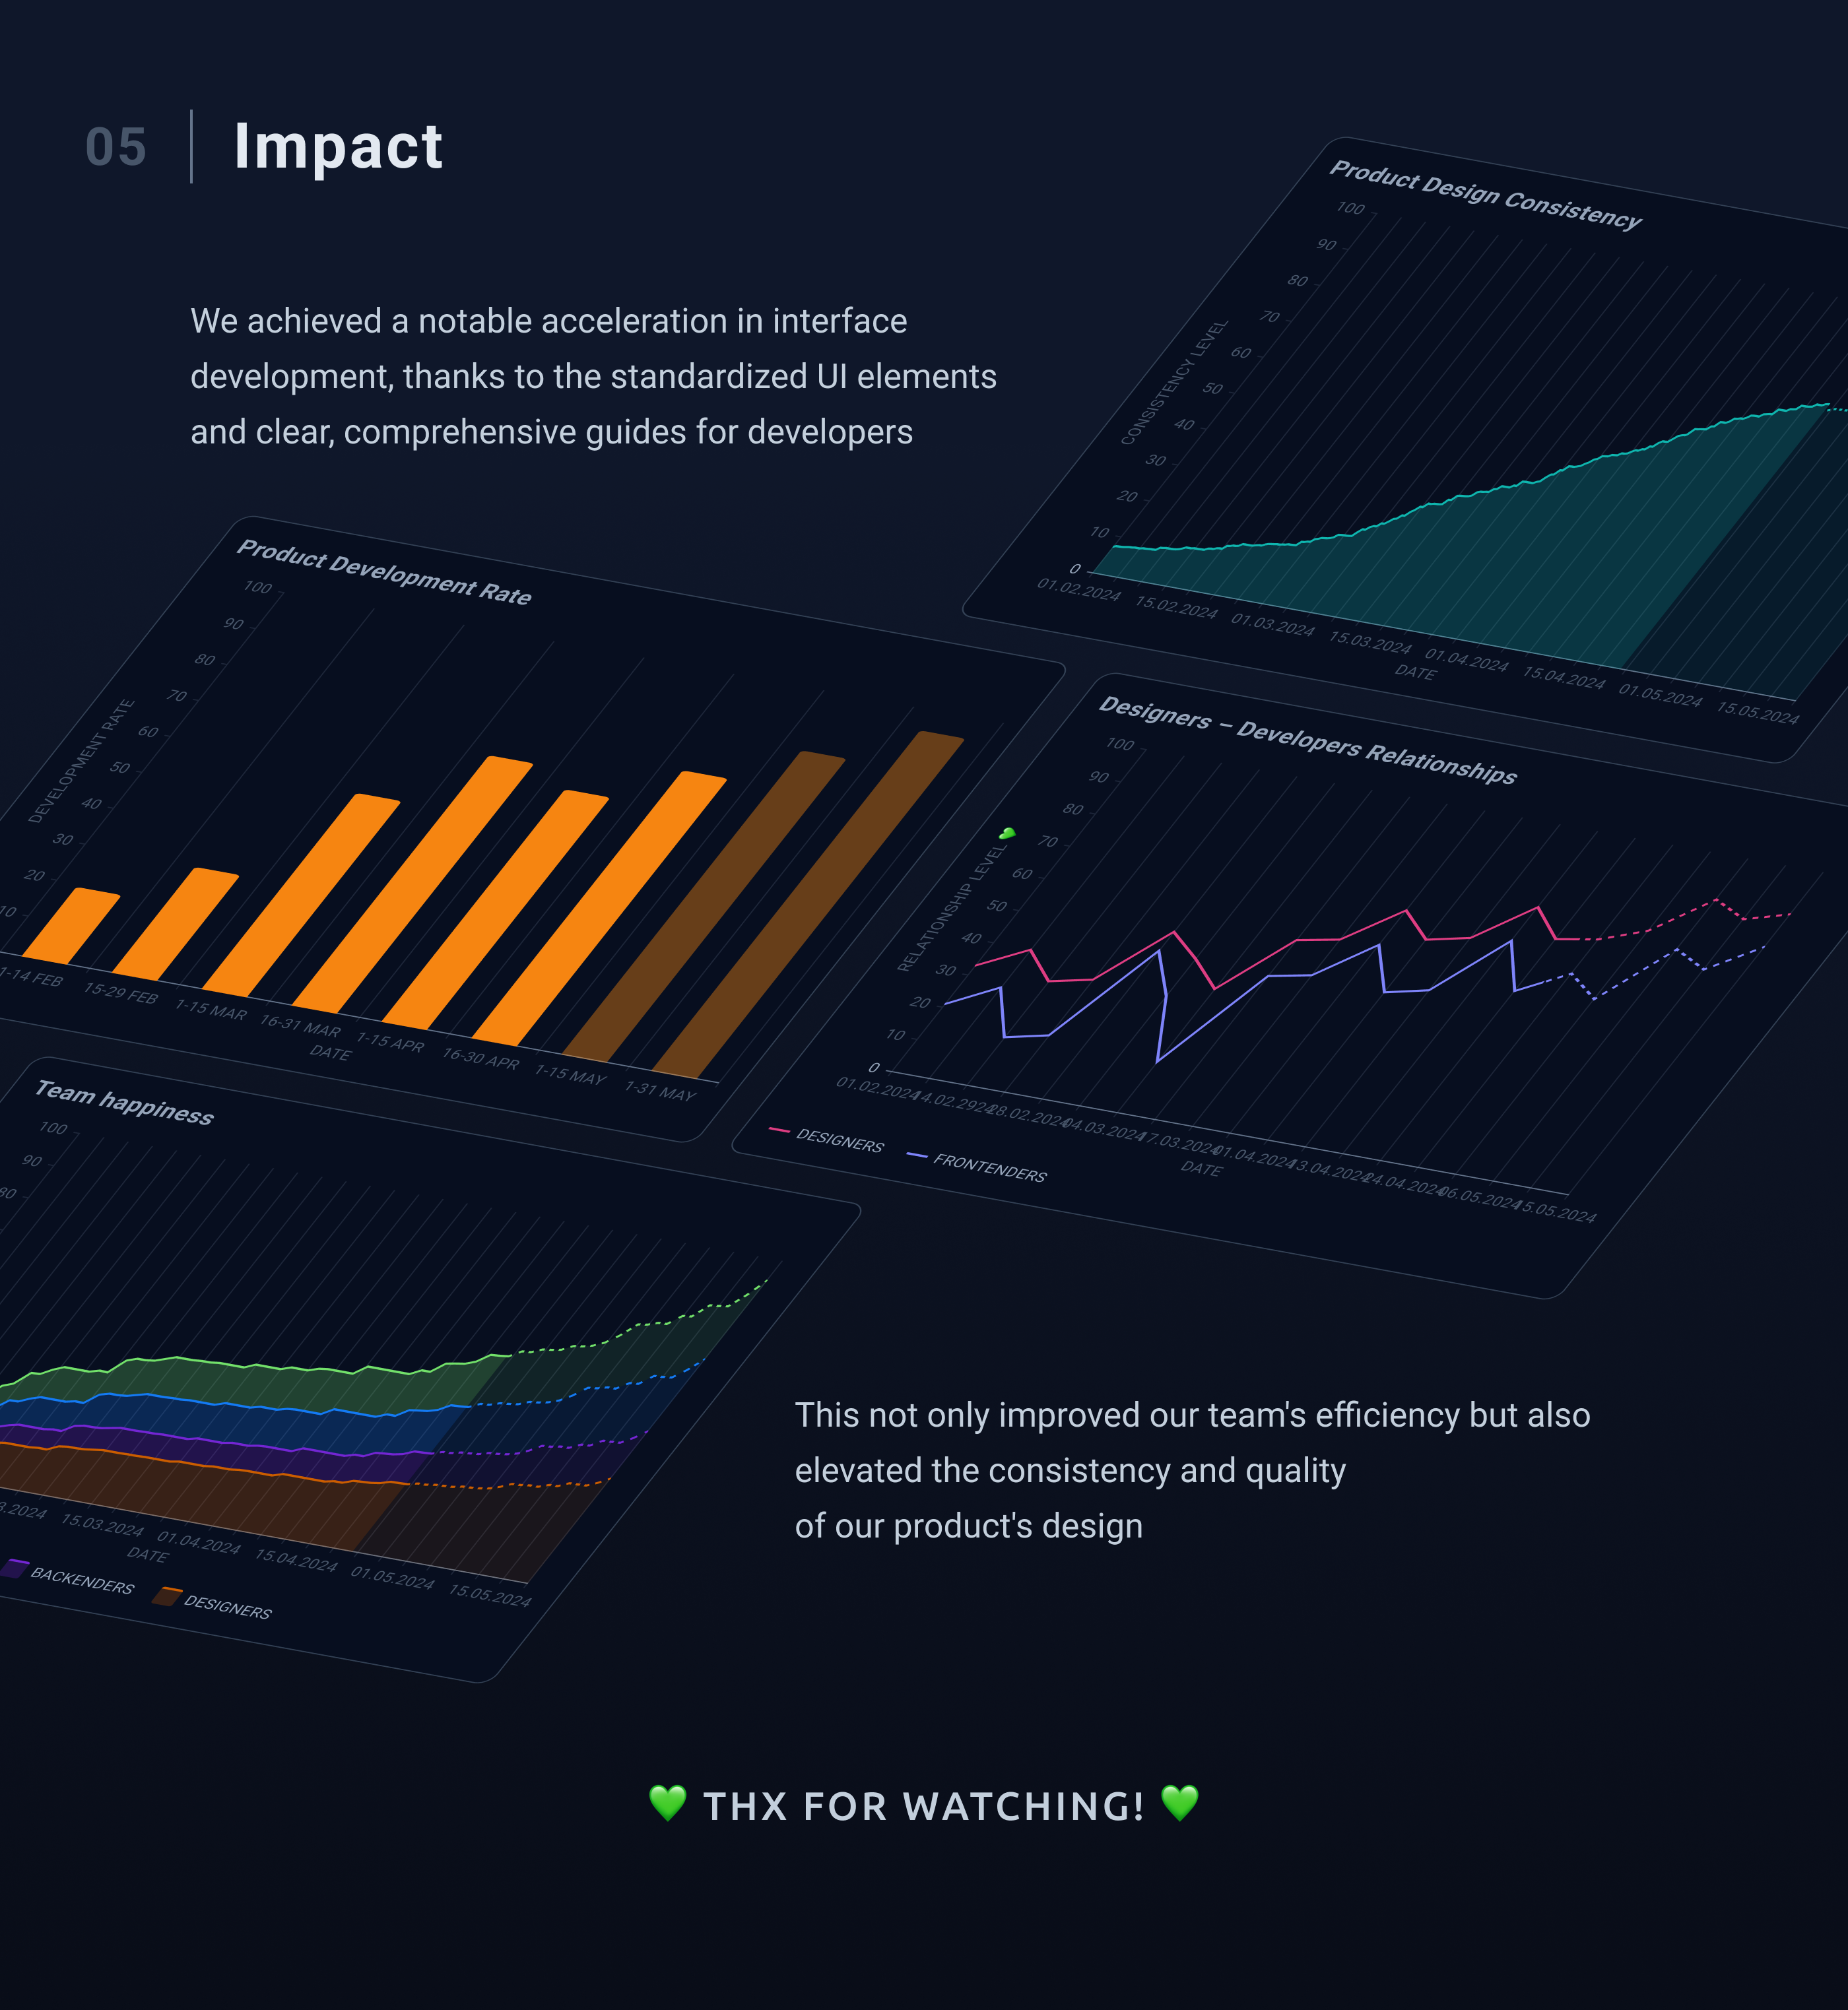 05
Impact
We achieved a notable acceleration in interface
development, thanks to the standardized UI elements
and clear, comprehensive guides for developers
Product Design Consistency
100
90
80
70
60
50
40
30
20
10
0
CONSISTENCY LEVEL
01.02.2024
15.02.2024
01.03.2024
15.03.2024
01.04.2024
15.04.2024
01.05.2024
15.05.2024
DATE
Product Development Rate
100
90
80
70
60
50
40
30
20
10
DEVELOPMENT RATE
1-14 FEB
15-29 FEB
1-15 MAR
16-31 MAR
1-15 APR
16-30 APR
1-15 MAY
1-31 MAY
DATE
Designers – Developers Relationships
100
90
80
70
60
50
40
30
20
10
0
RELATIONSHIP LEVEL
01.02.2024
14.02.2924
28.02.2024
04.03.2024
17.03.2024
01.04.2024
13.04.2024
24.04.2024
06.05.2024
15.05.2024
DATE
DESIGNERS
FRONTENDERS
Team happiness
100
90
80
15.03.2024
01.04.2024
15.04.2024
01.05.2024
15.05.2024
DATE
BACKENDERS
DESIGNERS
This not only improved our team's efficiency but also
elevated the consistency and quality
of our product's design
💚 THX FOR WATCHING! 💚